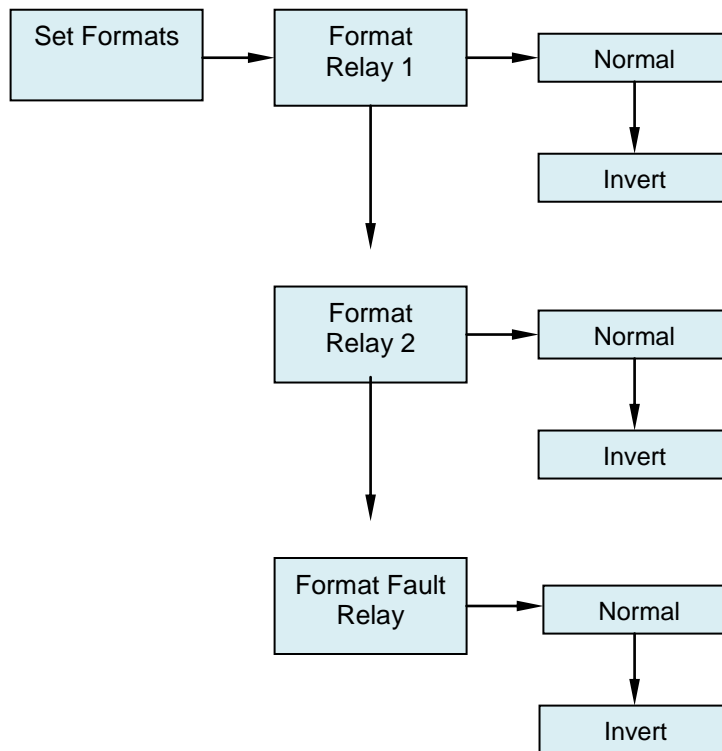 Set Formats
Format
Relay 1
Normal
Invert
Format
Relay 2
Normal
Invert
Format Fault
Relay
Normal
Invert